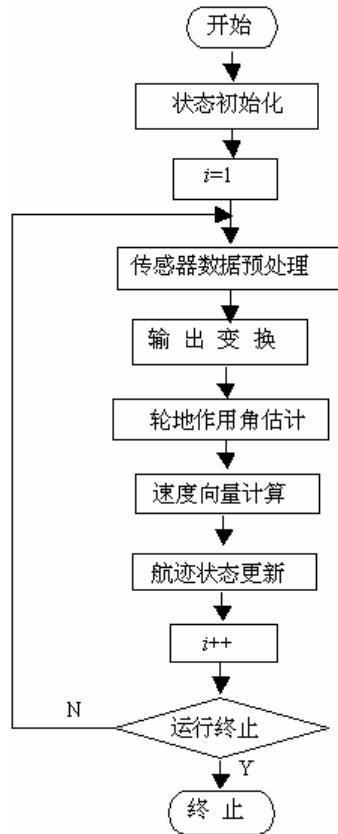 开始
状态初始化
i=1
传感器数据预处理
输 出 变 换
轮地作用角估计
速度向量计算
航迹状态更新
i++
N
运行终止
Y
终 止